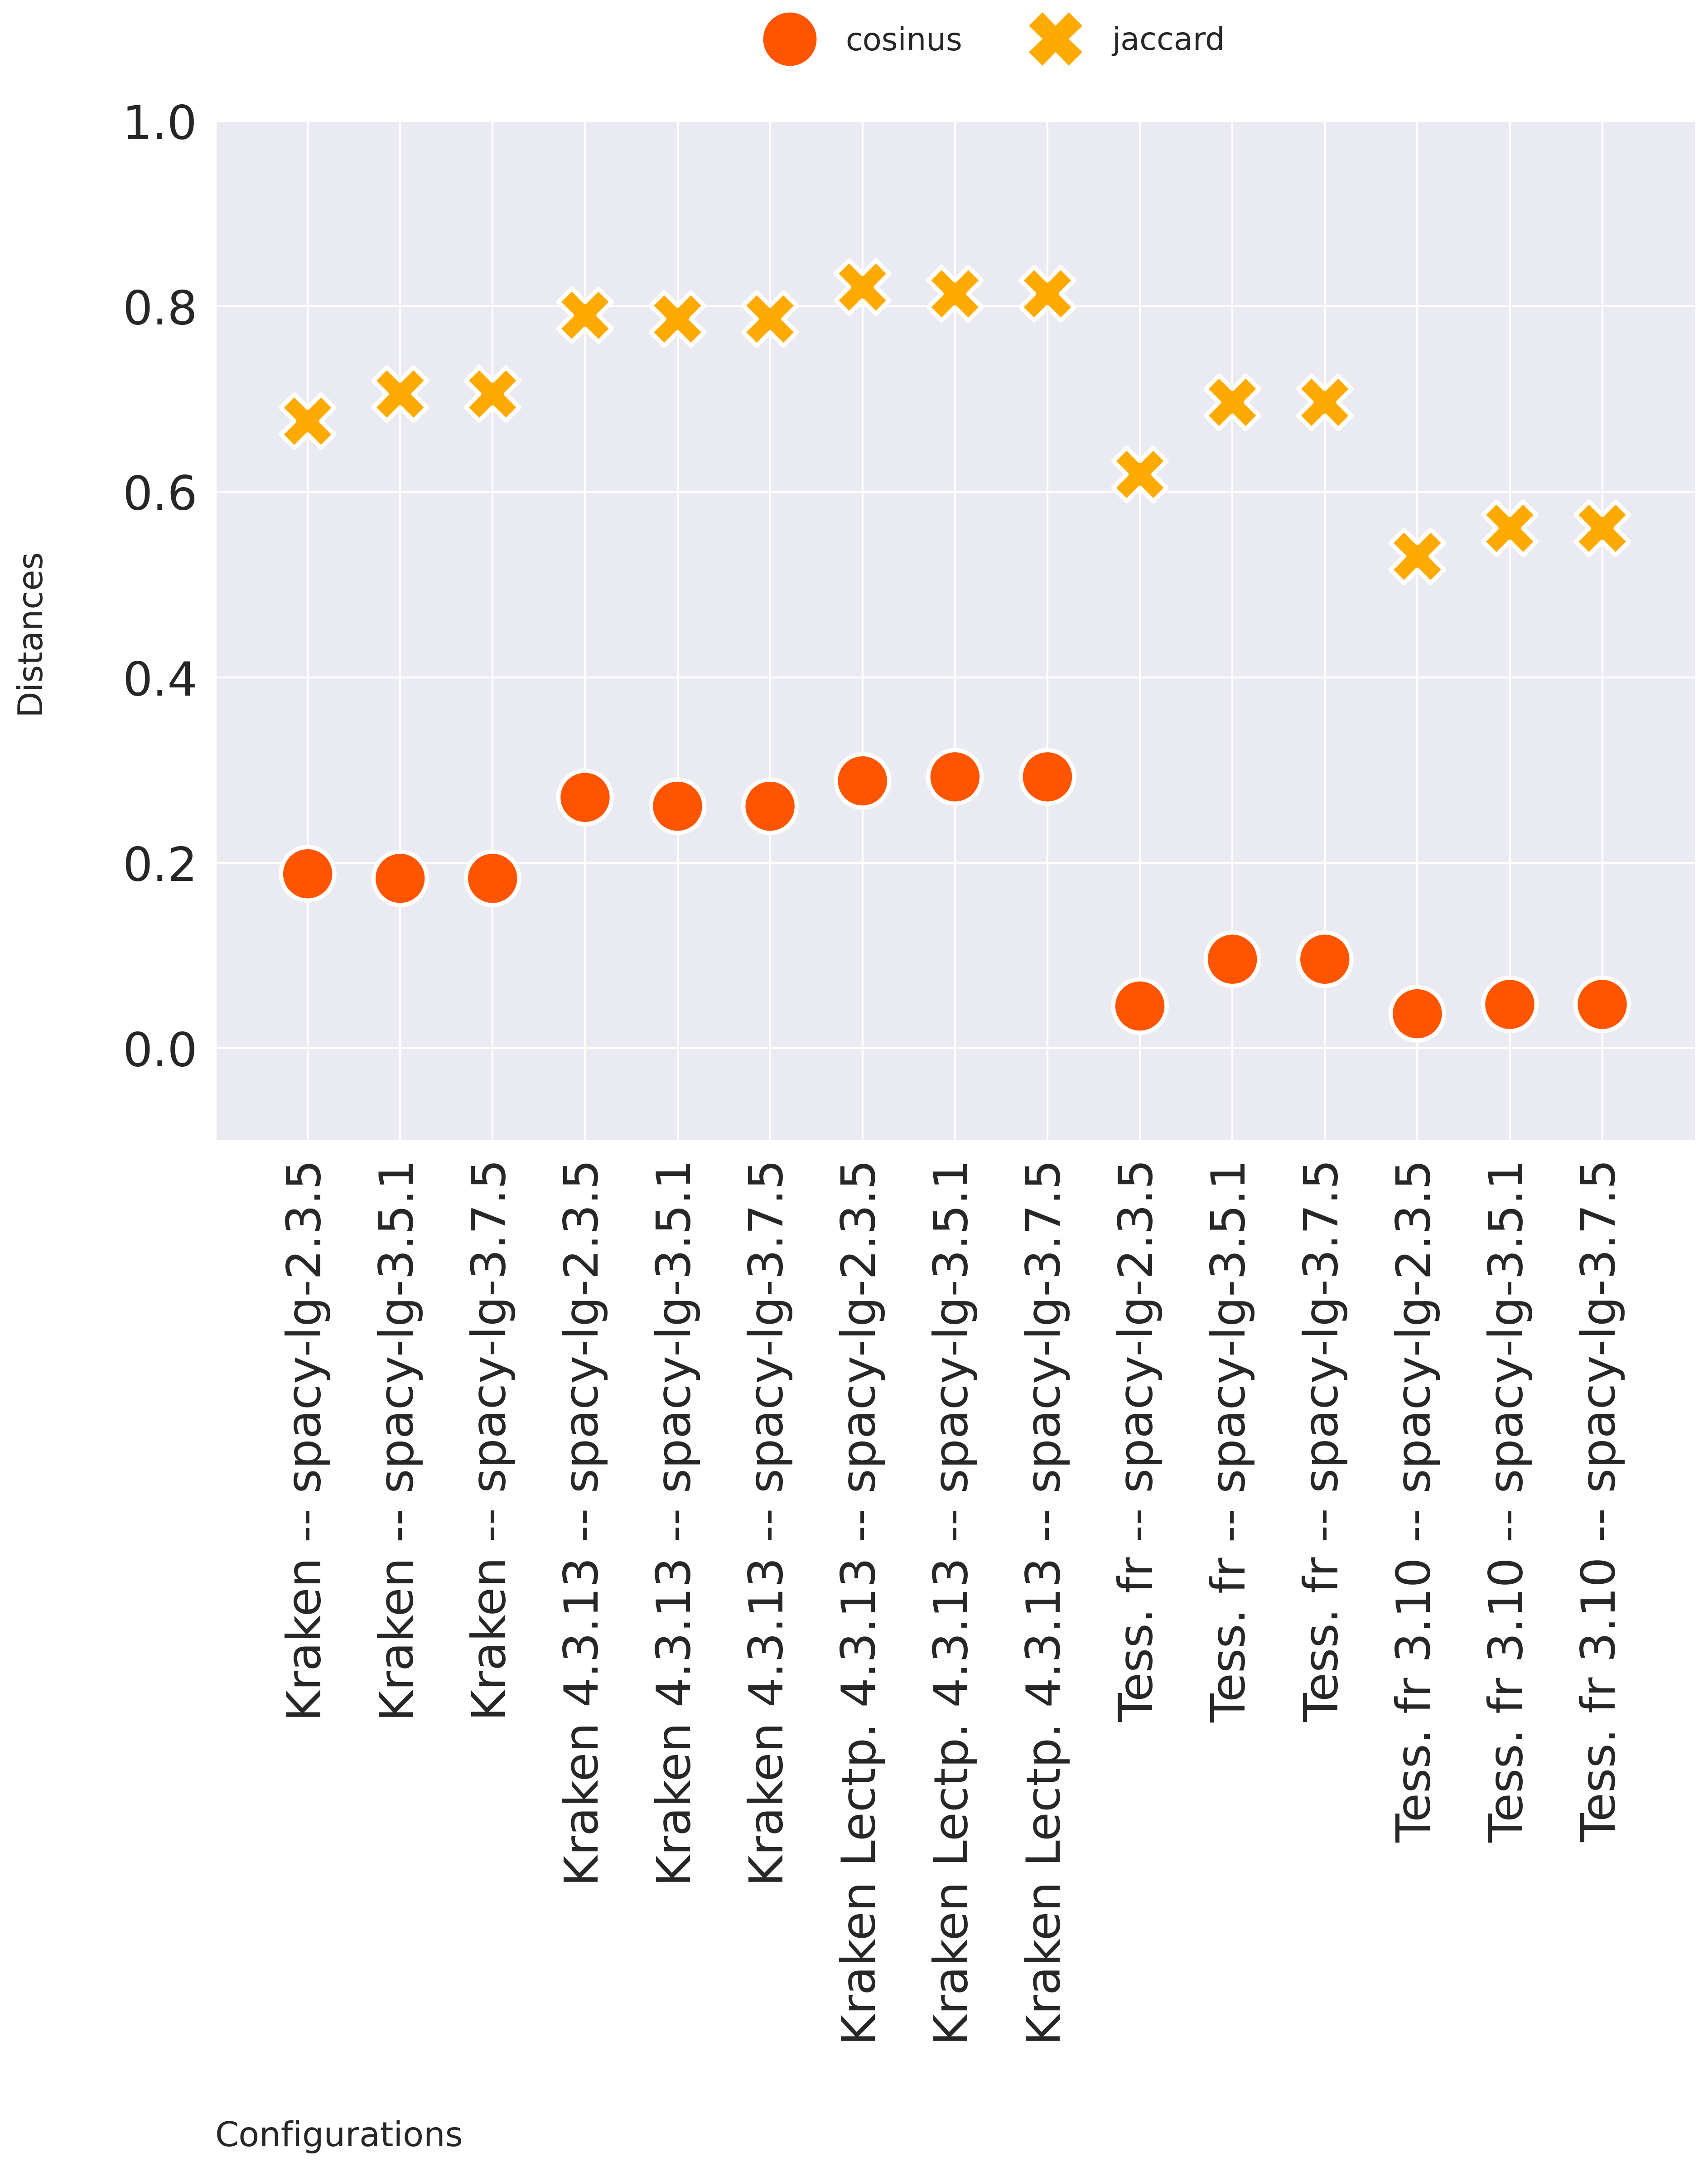 cosinus
jaccard
1.0
0.8
0.6
0.4
0.2
0.0
Distances
Kraken -- spacy-lg-2.3.5
Kraken -- spacy-lg-3.5.1
Kraken -- spacy-lg-3.7.5
Kraken 4.3.13 -- spacy-lg-2.3.5
Kraken 4.3.13 -- spacy-lg-3.5.1
Kraken 4.3.13 -- spacy-lg-3.7.5
Kraken Lectp. 4.3.13 -- spacy-lg-2.3.5
Kraken Lectp. 4.3.13 -- spacy-lg-3.5.1
Kraken Lectp. 4.3.13 -- spacy-lg-3.7.5
Tess. fr -- spacy-lg-2.3.5
Tess. fr -- spacy-lg-3.5.1
Tess. fr -- spacy-lg-3.7.5
Tess. fr 3.10 -- spacy-lg-2.3.5
Tess. fr 3.10 -- spacy-lg-3.5.1
Tess. fr 3.10 -- spacy-lg-3.7.5
Configurations